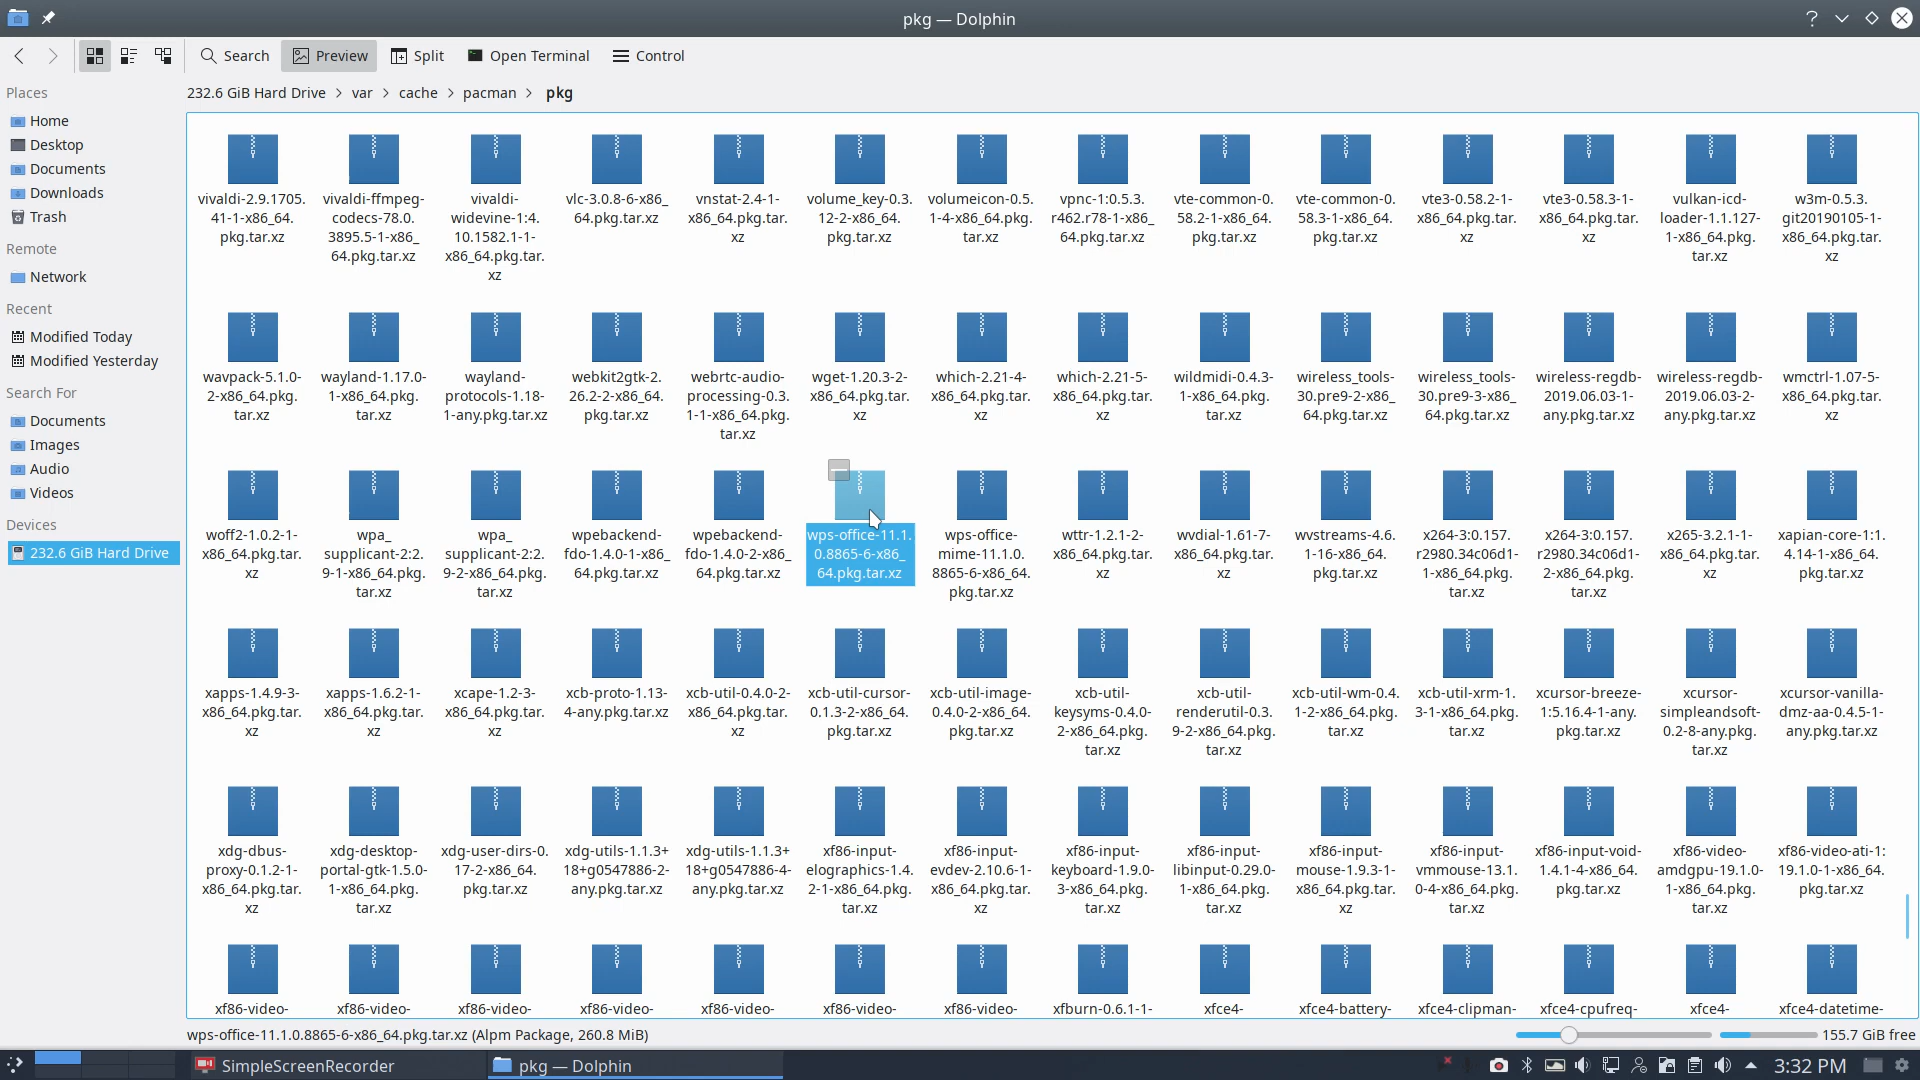 pkg — Dolphin
?
Search
Preview
Split
Open Terminal
Control
Places
Home
Desktop
Documents
Downloads
Trash
Remote
Network
Recent
Modified Today
Modified Yesterday
Search For
Documents
Images
Audio
Videos
Devices
232.6 GiB Hard Drive
232.6 GiB Hard Drive > var > cache > pacman > pkg
vivaldi-2.9.1705.
41-1-x86_64.
pkg.tar.xz
vivaldi-ffmpeg-
codecs-78.0.
3895.5-1-x86_
64.pkg.tar.xz
vivaldi-
widevine-1:4.
10.1582.1-1-
x86_64.pkg.tar.
xz
vlc-3.0.8-6-x86_
64.pkg.tar.xz
vnstat-2.4-1-
x86_64.pkg.tar.
xz
volume_key-0.3.
12-2-x86_64.
pkg.tar.xz
volumeicon-0.5.
1-4-x86_64.pkg.
tar.xz
vpnc-1:0.5.3.
r462.r78-1-x86_
64.pkg.tar.xz
vte-common-0.
58.2-1-x86_64.
pkg.tar.xz
vte-common-0.
58.3-1-x86_64.
pkg.tar.xz
vte3-0.58.2-1-
x86_64.pkg.tar.
xz
vte3-0.58.3-1-
x86_64.pkg.tar.
xz
vulkan-icd-
loader-1.1.127-
1-x86_64.pkg.
tar.xz
w3m-0.5.3.
git20190105-1-
x86_64.pkg.tar.
xz
wavpack-5.1.0-
2-x86_64.pkg.
tar.xz
wayland-1.17.0-
1-x86_64.pkg.
tar.xz
wayland-
protocols-1.18-
1-any.pkg.tar.xz
webkit2gtk-2.
26.2-2-x86_64.
pkg.tar.xz
webrtc-audio-
processing-0.3.
1-1-x86_64.pkg.
tar.xz
wget-1.20.3-2-
x86_64.pkg.tar.
xz
which-2.21-4-
x86_64.pkg.tar.
xz
which-2.21-5-
x86_64.pkg.tar.
xz
wildmidi-0.4.3-
1-x86_64.pkg.
tar.xz
wireless_tools-
30.pre9-2-x86_
64.pkg.tar.xz
wireless_tools-
30.pre9-3-x86_
64.pkg.tar.xz
wireless-regdb-
2019.06.03-1-
any.pkg.tar.xz
wireless-regdb-
2019.06.03-2-
any.pkg.tar.xz
wmctrl-1.07-5-
x86_64.pkg.tar.
xz
woff2-1.0.2-1-
x86_64.pkg.tar.
xz
wpa_
supplicant-2:2.
9-1-x86_64.pkg.
tar.xz
wpa_
supplicant-2:2.
9-2-x86_64.pkg.
tar.xz
wpebackend-
fdo-1.4.0-1-x86_
64.pkg.tar.xz
wpebackend-
fdo-1.4.0-2-x86_
64.pkg.tar.xz
wps-office-11.1.
0.8865-6-x86_
64.pkg.tar.xz
wps-office-
mime-11.1.0.
8865-6-x86_64.
pkg.tar.xz
wttr-1.2.1-2-
x86_64.pkg.tar.
xz
wvdial-1.61-7-
x86_64.pkg.tar.
xz
wvstreams-4.6.
1-16-x86_64.
pkg.tar.xz
x264-3:0.157.
r2980.34c06d1-
1-x86_64.pkg.
tar.xz
x264-3:0.157.
r2980.34c06d1-
2-x86_64.pkg.
tar.xz
x265-3.2.1-1-
x86_64.pkg.tar.
xz
xapian-core-1:1.
4.14-1-x86_64.
pkg.tar.xz
xapps-1.4.9-3-
x86_64.pkg.tar.
xz
xapps-1.6.2-1-
x86_64.pkg.tar.
xz
xcape-1.2-3-
x86_64.pkg.tar.
xz
xcb-proto-1.13-
4-any.pkg.tar.xz
xcb-util-0.4.0-2-
x86_64.pkg.tar.
xz
xcb-util-cursor-
0.1.3-2-x86_64.
pkg.tar.xz
xcb-util-image-
0.4.0-2-x86_64.
pkg.tar.xz
xcb-util-
keysyms-0.4.0-
2-x86_64.pkg.
tar.xz
xcb-util-
renderutil-0.3.
9-2-x86_64.pkg.
tar.xz
xcb-util-wm-0.4.
1-2-x86_64.pkg.
tar.xz
xcb-util-xrm-1.
3-1-x86_64.pkg.
tar.xz
xcursor-breeze-
1:5.16.4-1-any.
pkg.tar.xz
xcursor-
simpleandsoft-
0.2-8-any.pkg.
tar.xz
xcursor-vanilla-
dmz-aa-0.4.5-1-
any.pkg.tar.xz
xdg-dbus-
proxy-0.1.2-1-
x86_64.pkg.tar.
xz
xdg-desktop-
portal-gtk-1.5.0-
1-x86_64.pkg.
tar.xz
xdg-user-dirs-0.
17-2-x86_64.
pkg.tar.xz
xdg-utils-1.1.3+
18+g0547886-2-
any.pkg.tar.xz
xdg-utils-1.1.3+
18+g0547886-4-
any.pkg.tar.xz
xf86-input-
elographics-1.4.
2-1-x86_64.pkg.
tar.xz
xf86-input-
evdev-2.10.6-1-
x86_64.pkg.tar.
xz
xf86-input-
keyboard-1.9.0-
3-x86_64.pkg.
tar.xz
xf86-input-
libinput-0.29.0-
1-x86_64.pkg.
tar.xz
xf86-input-
mouse-1.9.3-1-
x86_64.pkg.tar.
xz
xf86-input-
vmmouse-13.1.
0-4-x86_64.pkg.
tar.xz
xf86-input-void-
1.4.1-4-x86_64.
pkg.tar.xz
xf86-video-
amdgpu-19.1.0-
1-x86_64.pkg.
tar.xz
xf86-video-ati-1:
19.1.0-1-x86_64.
pkg.tar.xz
xf86-video-
xf86-video-
xf86-video-
xf86-video-
xf86-video-
xf86-video-
xf86-video-
xfburn-0.6.1-1-
xfce4-
xfce4-battery-
xfce4-clipman-
xfce4-cpufreq-
xfce4-
xfce4-datetime-
wps-office-11.1.0.8865-6-x86_64.pkg.tar.xz (Alpm Package, 260.8 MiB)
155.7 GiB free
SimpleScreenRecorder
pkg — Dolphin
3:32 PM